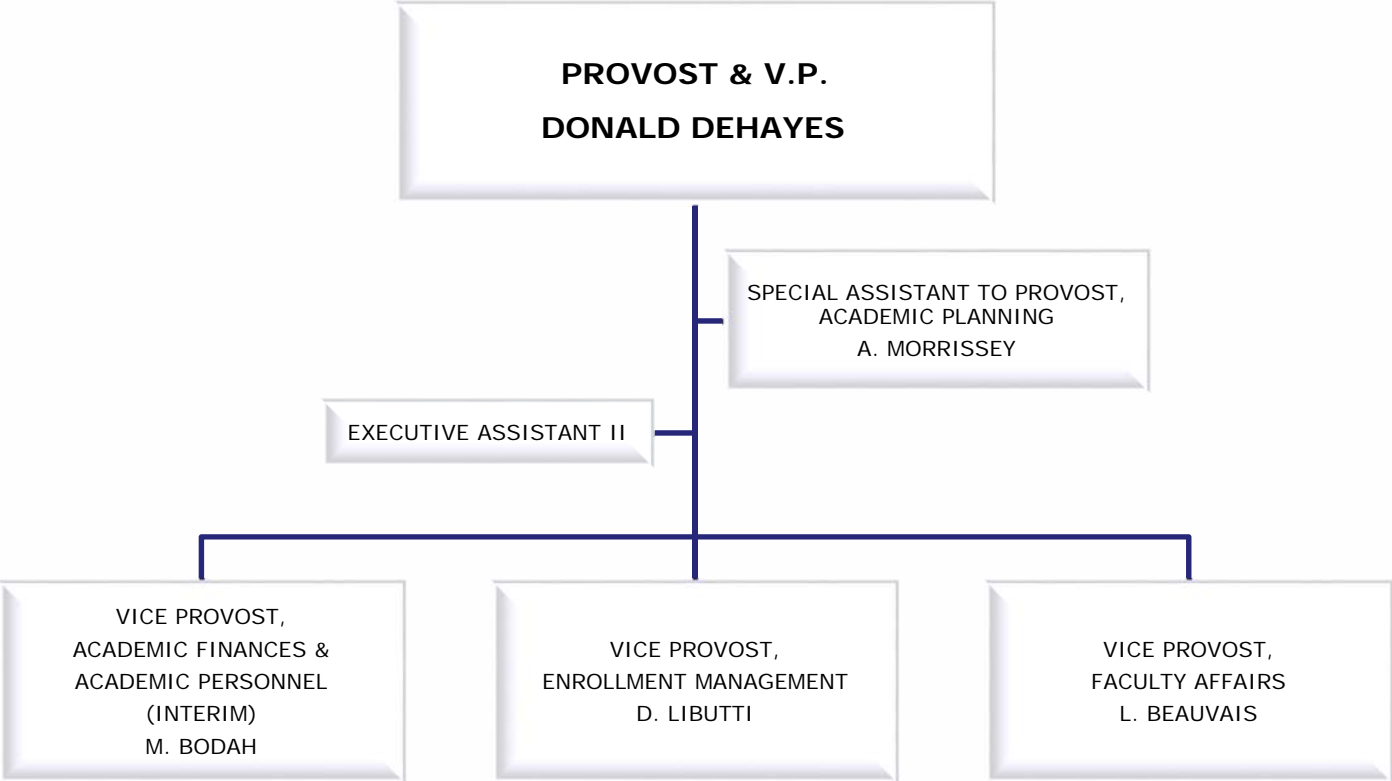 PROVOST & V.P.
DONALD DEHAYES
SPECIAL ASSISTANT TO PROVOST,
ACADEMIC PLANNING
A. MORRISSEY
EXECUTIVE ASSISTANT II
VICE PROVOST,
ACADEMIC FINANCES &
ACADEMIC PERSONNEL
(INTERIM)
M. BODAH
VICE PROVOST,
ENROLLMENT MANAGEMENT
D. LIBUTTI
VICE PROVOST,
FACULTY AFFAIRS
L. BEAUVAIS